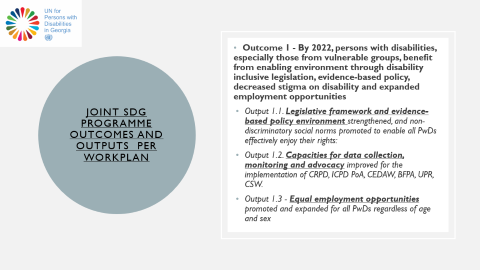 UN for
Persons with
Disabilities
in Georgia
JOINT SDG
PROGRAMME
OUTCOMES AND
OUTPUTS PER
WORKPLAN
• Outcome 1 - By 2022, persons with disabilities,
especially those from vulnerable groups, benefit
from enabling environment through disability
inclusive legislation, evidence-based policy,
decreased stigma on disability and expanded
employment opportunities
• Output 1.1. Legislative framework and evidence-
based policy environment strengthened, and non-
discriminatory social norms promoted to enable all PwDs
effectively enjoy their rights:
• Output 1.2. Capacities for data collection,
monitoring and advocacy improved for the
implementation of CRPD, ICPD PoA, CEDAW, BFPA, UPR,
CSW.
• Output 1.3 - Equal employment opportunities
promoted and expanded for all PwDs regardless of age
and sex